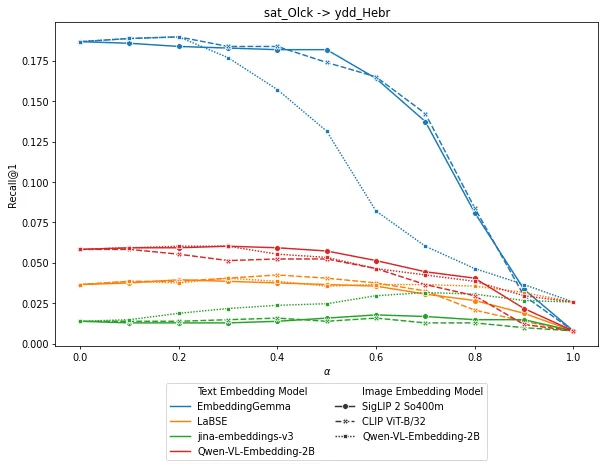 sat_Olck -> ydd_Hebr
Recall@1
0.175
0.150
0.125
0.100
0.075
0.050
0.025
0.000
0.0
0.2
0.4
0.6
0.8
1.0
α
Text Embedding Model
EmbeddingGemma
LaBSE
jina-embeddings-v3
Qwen-VL-Embedding-2B
Image Embedding Model
SigLIP 2 So400m
CLIP ViT-B/32
Qwen-VL-Embedding-2B